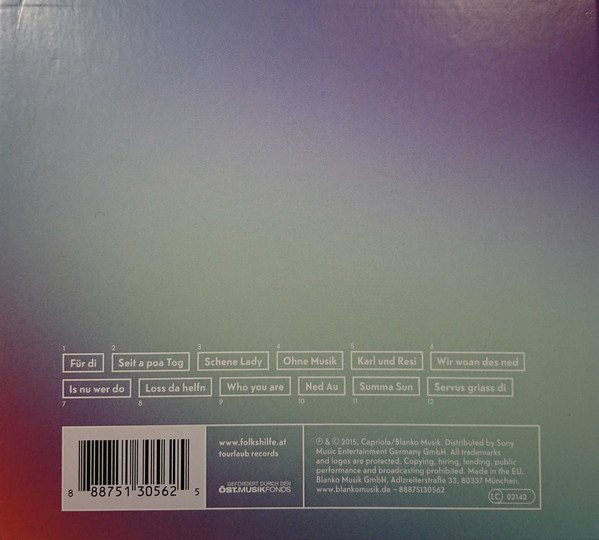 1 2 3 4 5 6
Für di Seit a poa Tog Schene Lady Ohne Musik Karl und Resi Wir woan des ned
Is nu wer do Loss da helfn Who you are Ned Au Summa Sun Servus griass di
7 8 9 10 11 12
8 88751 30562 5
www.folkshilfe.at
tourlaub records
GEFÖRDERT DURCH DEN
ÖST.MUSIKFONDS
℗ & © 2015, Capriola/Blanko Musik. Distributed by Sony
Music Entertainment Germany GmbH. All trademarks
and logos are protected. Copying, hiring, lending, public
performance and broadcasting prohibited. Made in the EU.
Blanko Musik GmbH, Adlzreiterstraße 33, 80337 München.
www.blankomusik.de – 88875130562
LC 02142